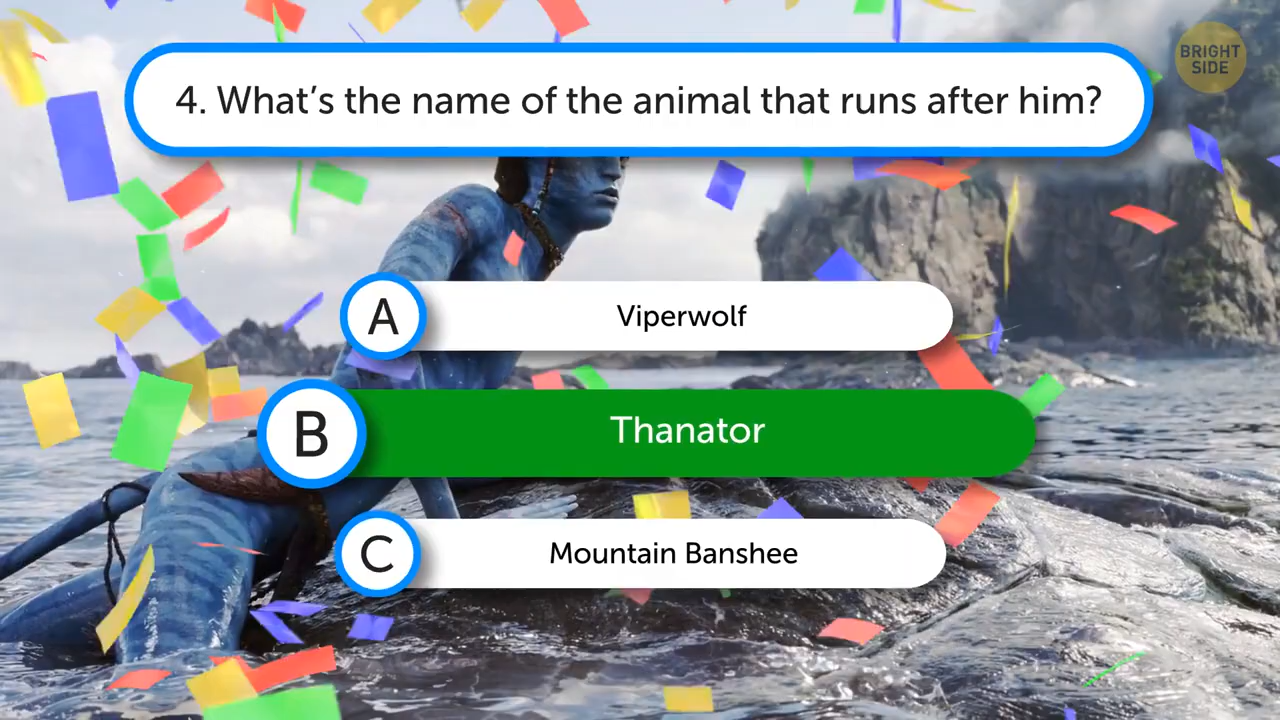 BRIGHT
SIDE
4. What's the name of the animal that runs after him?
A
Viperwolf
B
Thanator
C
Mountain Banshee